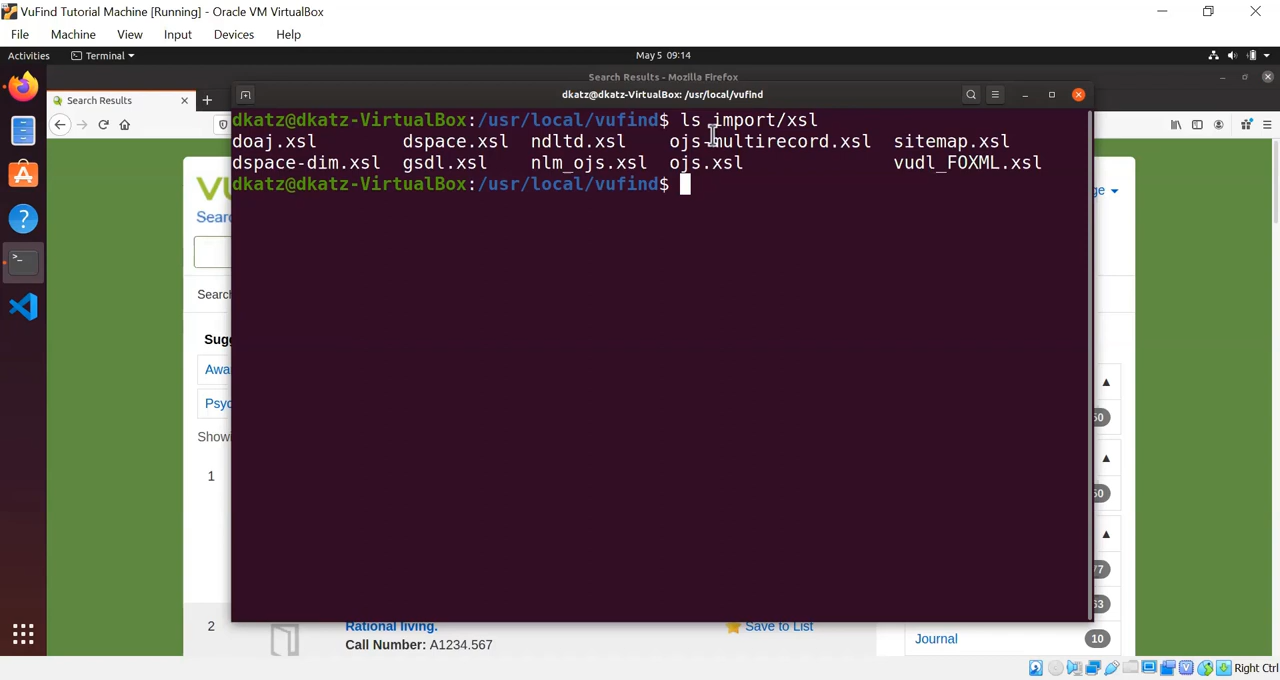 VuFind Tutorial Machine [Running] - Oracle VM VirtualBox
File Machine View Input Devices Help
Activities Terminal May 5 09:14
Search Results - Mozilla Firefox
Search Results
dkatz@dkatz-VirtualBox: /usr/local/vufind
dkatz@dkatz-VirtualBox:/usr/local/vufind$ ls import/xsl
doaj.xsl dspace.xsl ndltd.xsl ojs-multirecord.xsl sitemap.xsl
dspace-dim.xsl gsdl.xsl nlm_ojs.xsl ojs.xsl vudl_FOXML.xsl
dkatz@dkatz-VirtualBox:/usr/local/vufind$
1
2
Rational living.
Call Number: A1234.567
Save to List
Journal 10
Right Ctrl